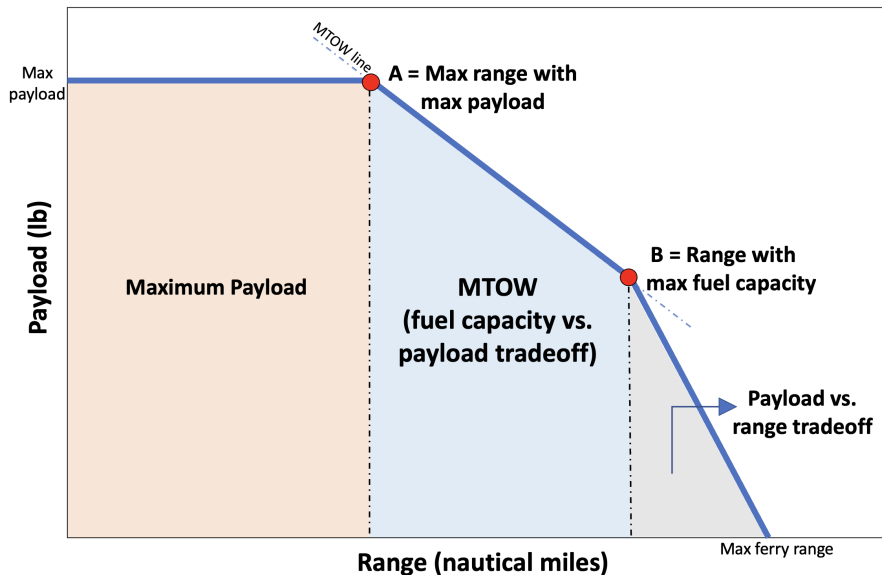 MTOW line
Max
payload
A = Max range with
max payload
B = Range with
max fuel capacity
Payload (lb)
Maximum Payload
MTOW
(fuel capacity vs.
payload tradeoff)
Payload vs.
range tradeoff
Max ferry range
Range (nautical miles)